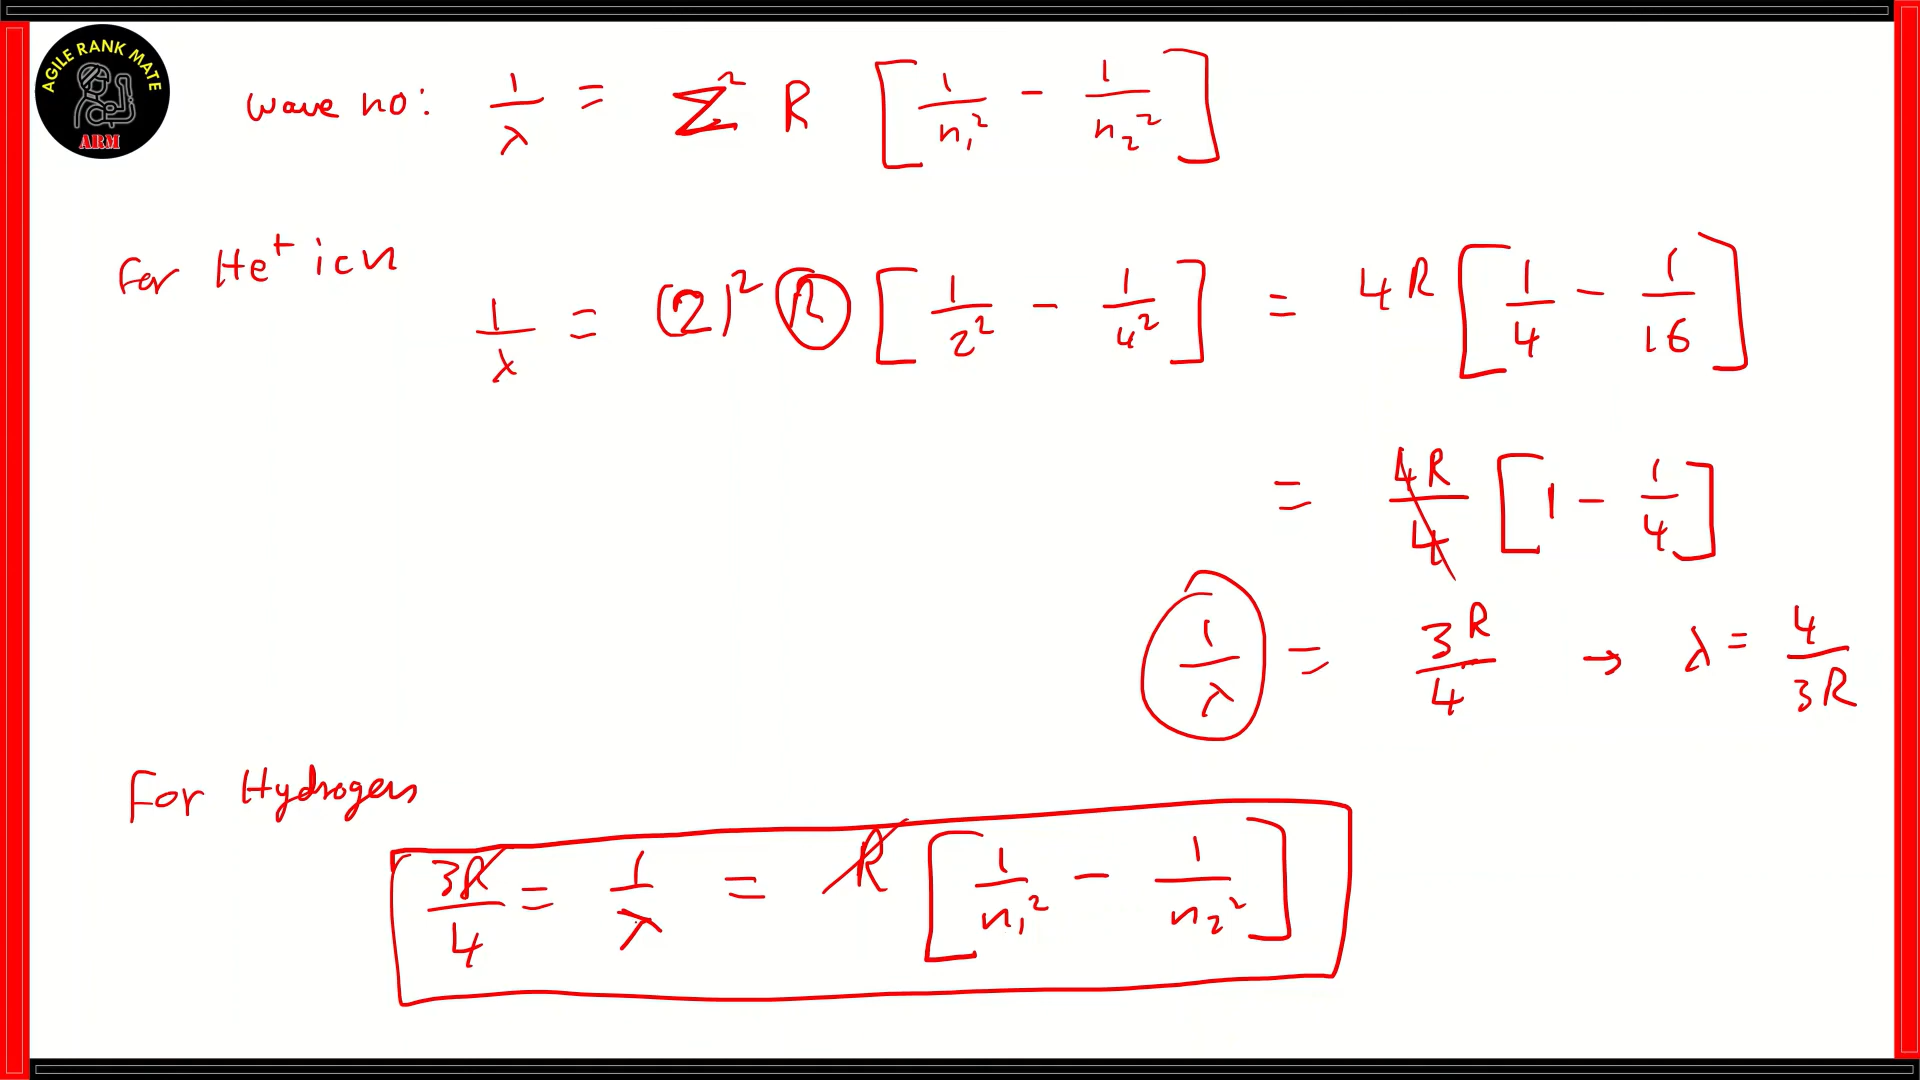 AGILE RANK MATE
ARM
wave no: 1/λ = Z² R [1/n₁² - 1/n₂²]
For He⁺ ion
1/λ = (2)² R [1/2² - 1/4²] = 4R [1/4 - 1/16]
= 4R/4 [1 - 1/4]
1/λ = 3R/4 → λ = 4/3R
For Hydrogen
3R/4 = 1/λ = R [1/n₁² - 1/n₂²]